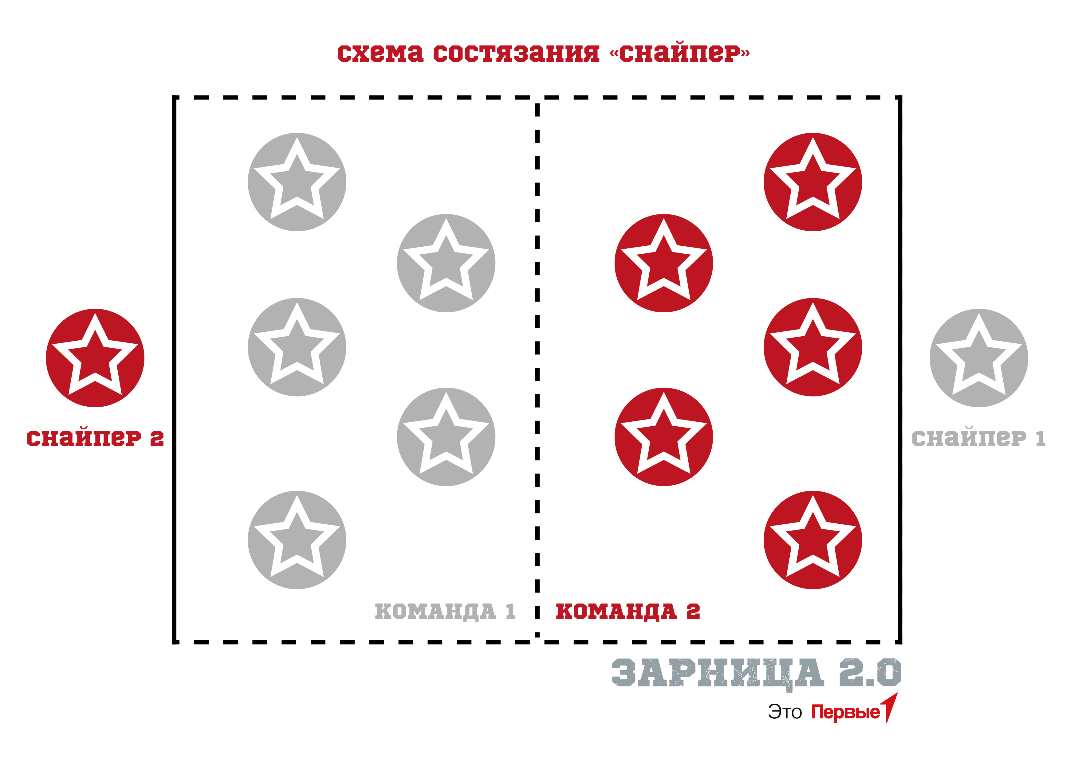 СХЕМА СОСТЯЗАНИЯ «СНАЙПЕР»
СНАЙПЕР 2
СНАЙПЕР 1
КОМАНДА 1
КОМАНДА 2
ЗАРНИЦА 2.0
Это Первые